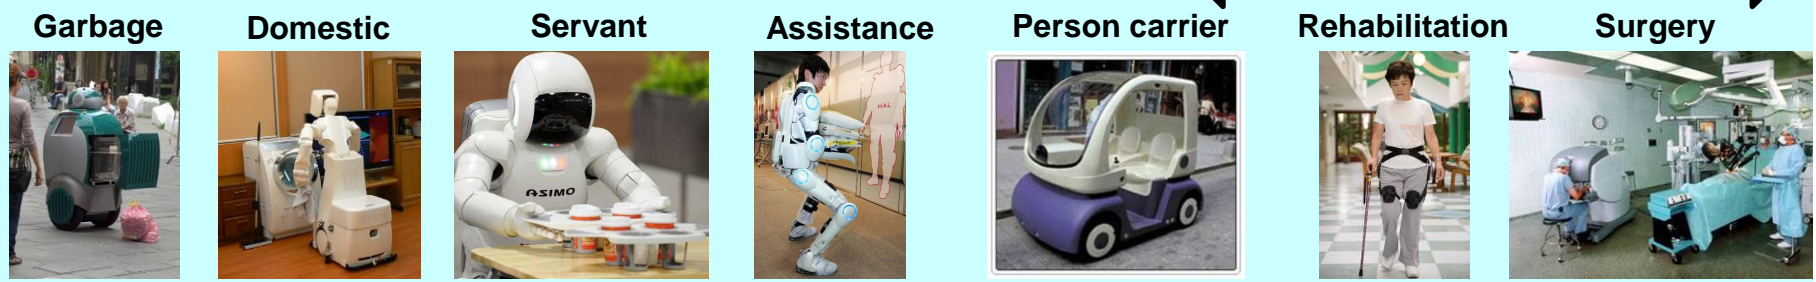 Garbage
Domestic
Servant
Assistance
Person carrier
Rehabilitation
Surgery
ASIMO
HAL